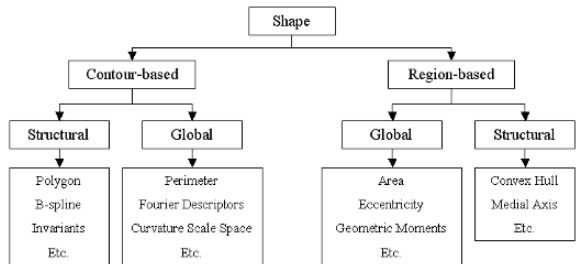 Shape
Contour-based
Region-based
Structural
Global
Global
Structural
Polygon
B-spline
Invariants
Etc.
Perimeter
Fourier Descriptors
Curvature Scale Space
Etc.
Area
Eccentricity
Geometric Moments
Etc.
Convex Hull
Medial Axis
Etc.